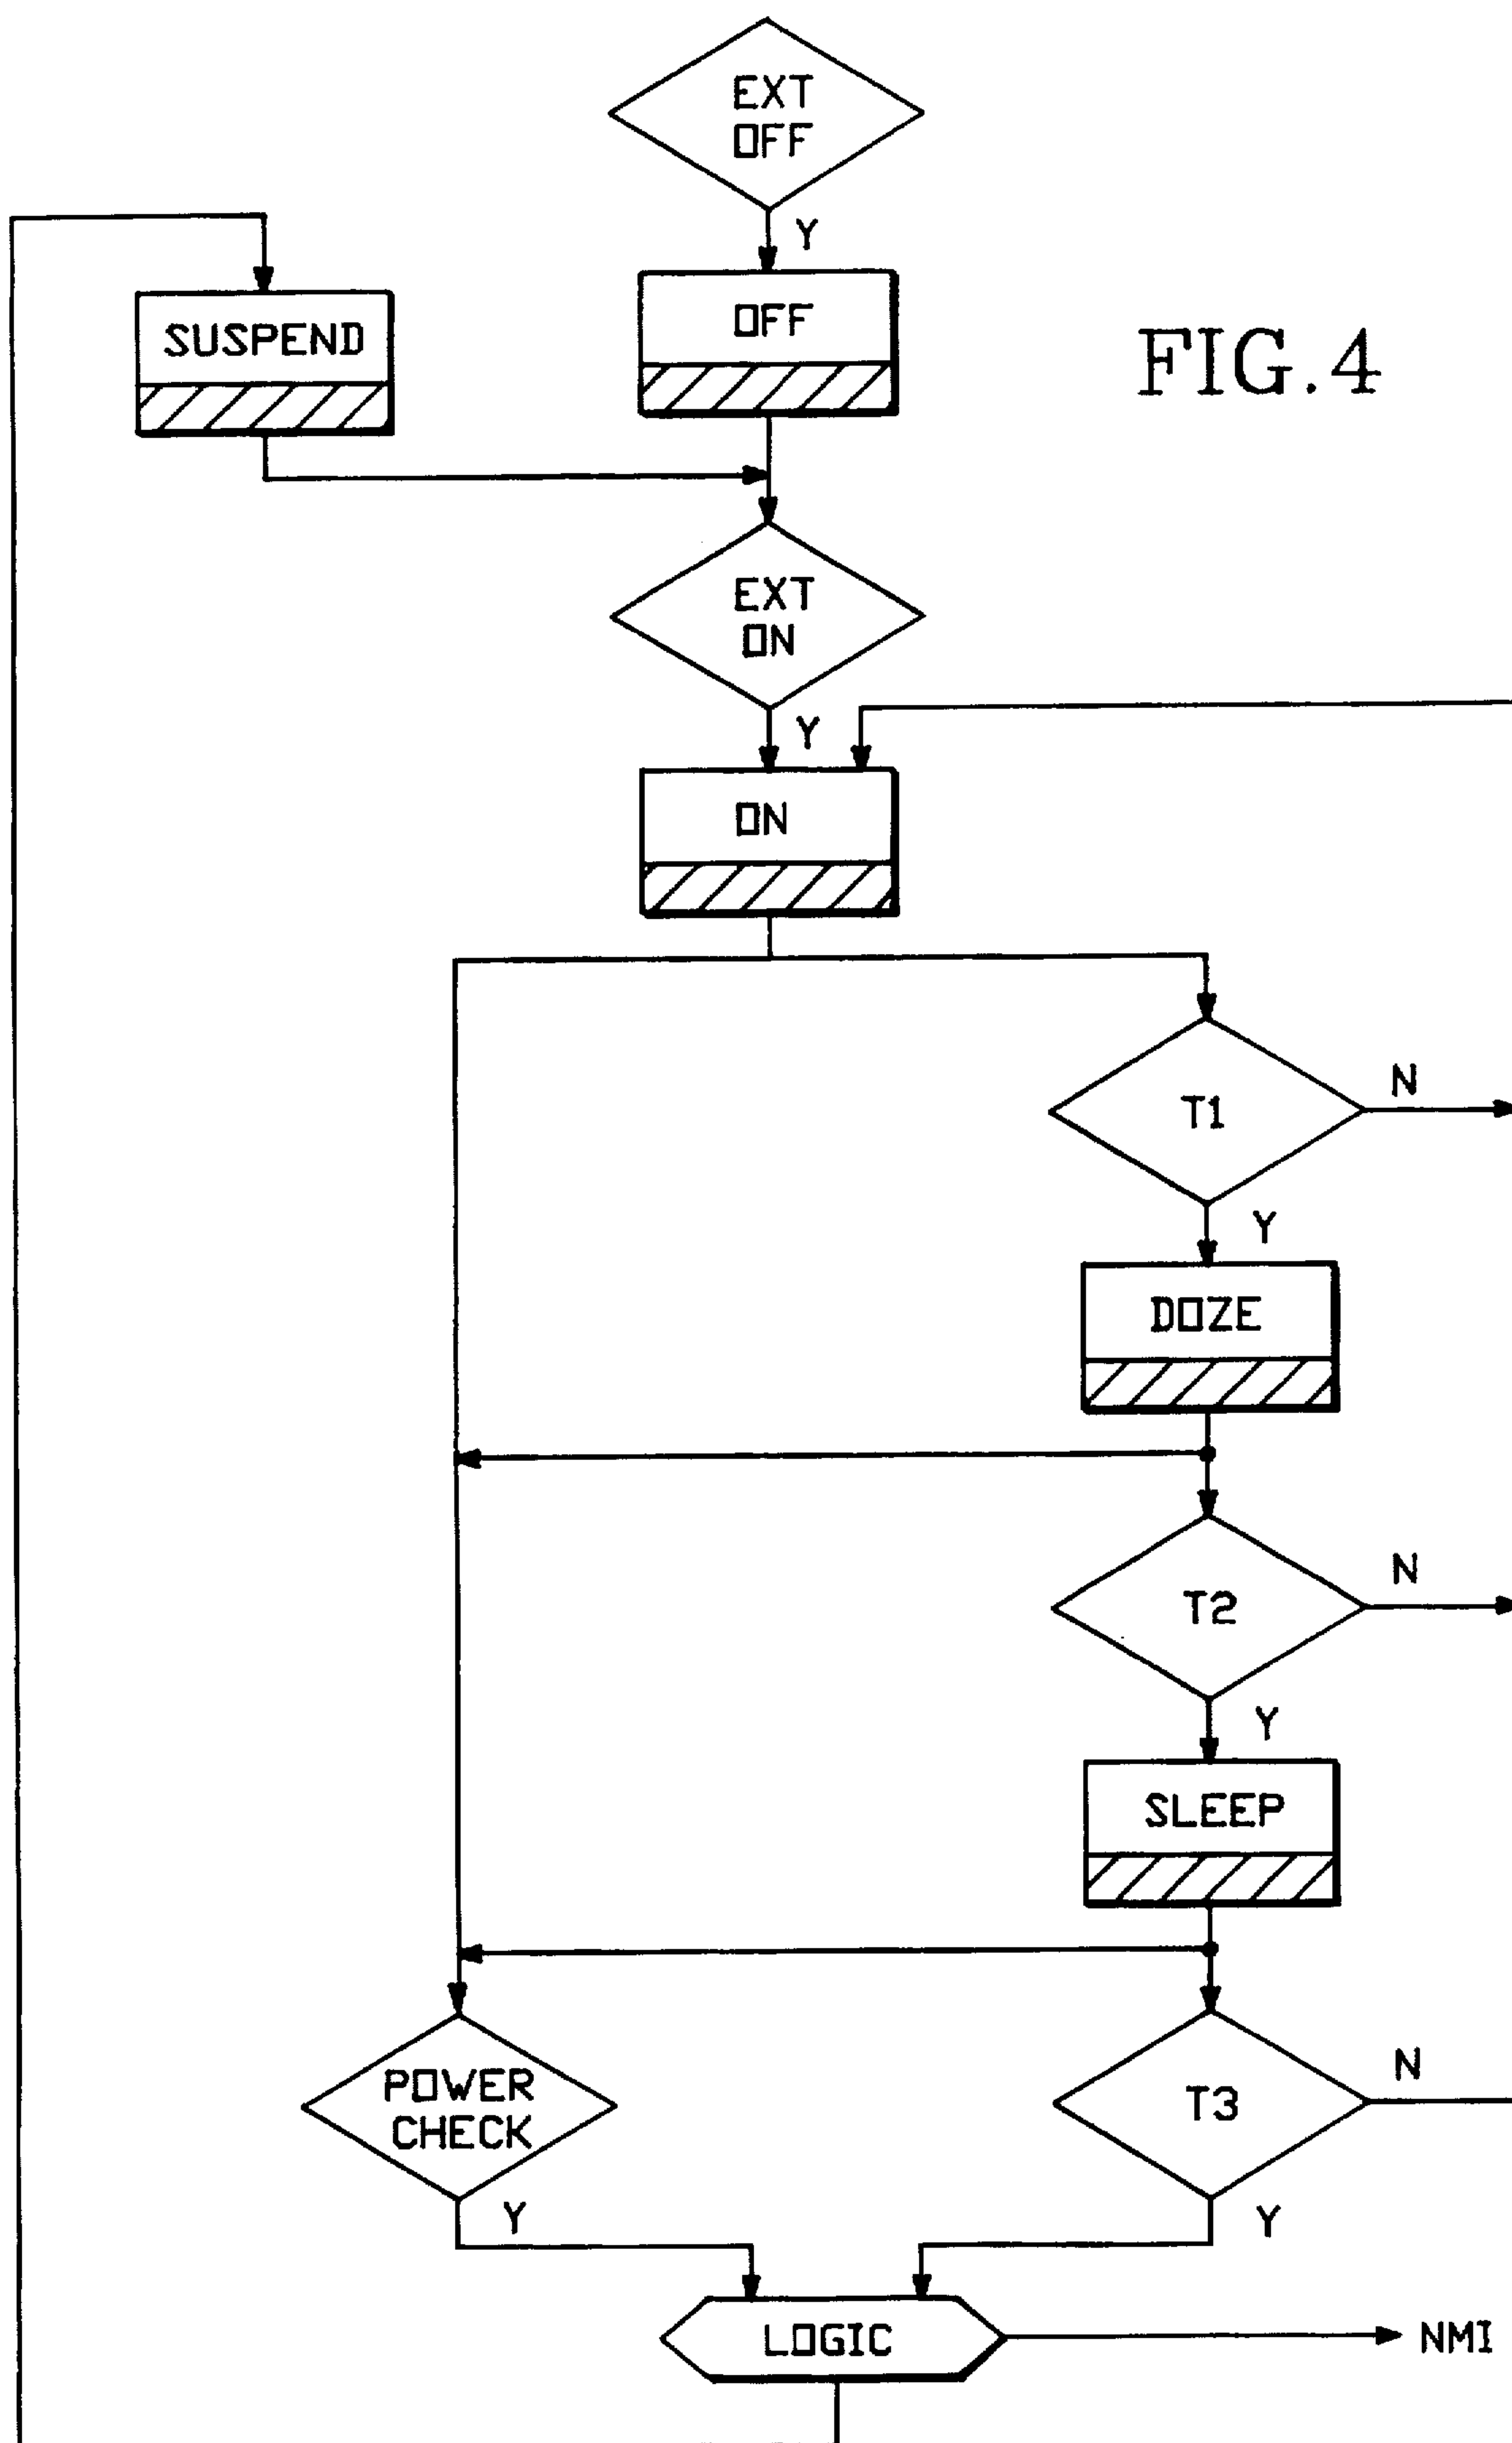 EXT
OFF
Y
OFF
SUSPEND
FIG. 4
EXT
ON
Y
ON
T1
N
Y
DOZE
T2
N
Y
SLEEP
POWER
CHECK
T3
N
Y
Y
LOGIC
NMI